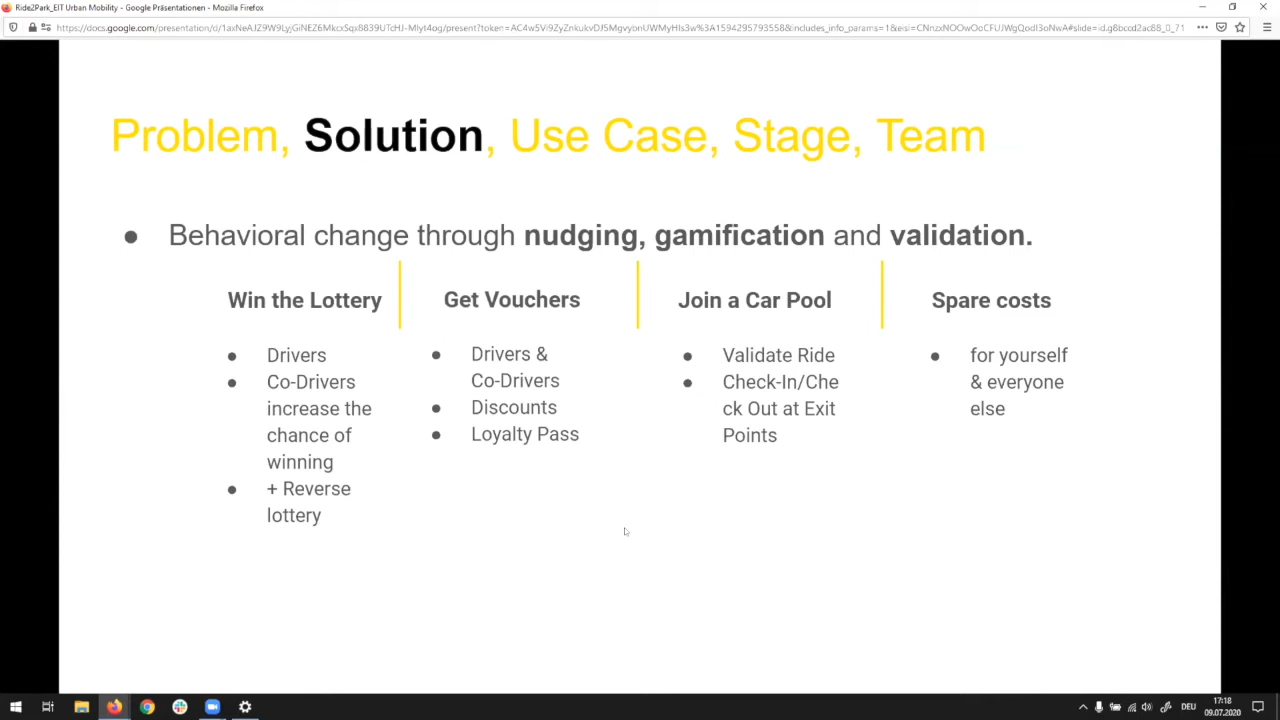 Ride2Park_EIT Urban Mobility - Google Präsentationen - Mozilla Firefox
Problem, Solution, Use Case, Stage, Team
● Behavioral change through nudging, gamification and validation.
Win the Lottery
● Drivers
● Co-Drivers
increase the
chance of
winning
● + Reverse
lottery
Get Vouchers
● Drivers &
Co-Drivers
● Discounts
● Loyalty Pass
Join a Car Pool
● Validate Ride
● Check-In/Che
ck Out at Exit
Points
Spare costs
● for yourself
& everyone
else
DEU
17:18
09.07.2020